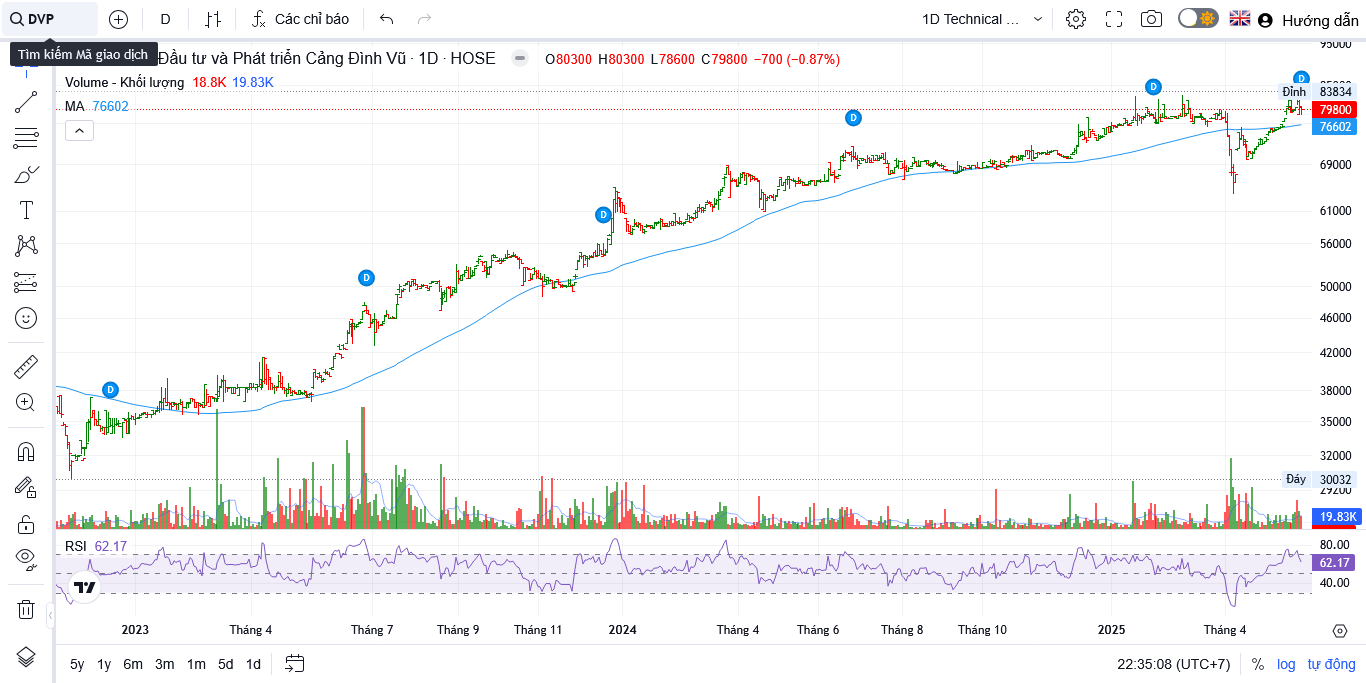 DVP
D
Các chỉ báo
1D Technical ...
Hướng dẫn
Tìm kiếm Mã giao dịch
Đầu tư và Phát triển Cảng Đình Vũ · 1D · HOSE
O80300 H80300 L78600 C79800 −700 (−0.87%)
Volume - Khối lượng 18.8K 19.83K
MA 76602
95000
Đỉnh 83834
79800
76602
69000
61000
56000
50000
46000
42000
38000
35000
32000
Đáy 30032
29200
19.83K
D
D
D
D
D
D
RSI 62.17
80.00
62.17
40.00
2023
Tháng 4
Tháng 7
Tháng 9
Tháng 11
2024
Tháng 4
Tháng 6
Tháng 8
Tháng 10
2025
Tháng 4
5y 1y 6m 3m 1m 5d 1d
22:35:08 (UTC+7)
% log tự động